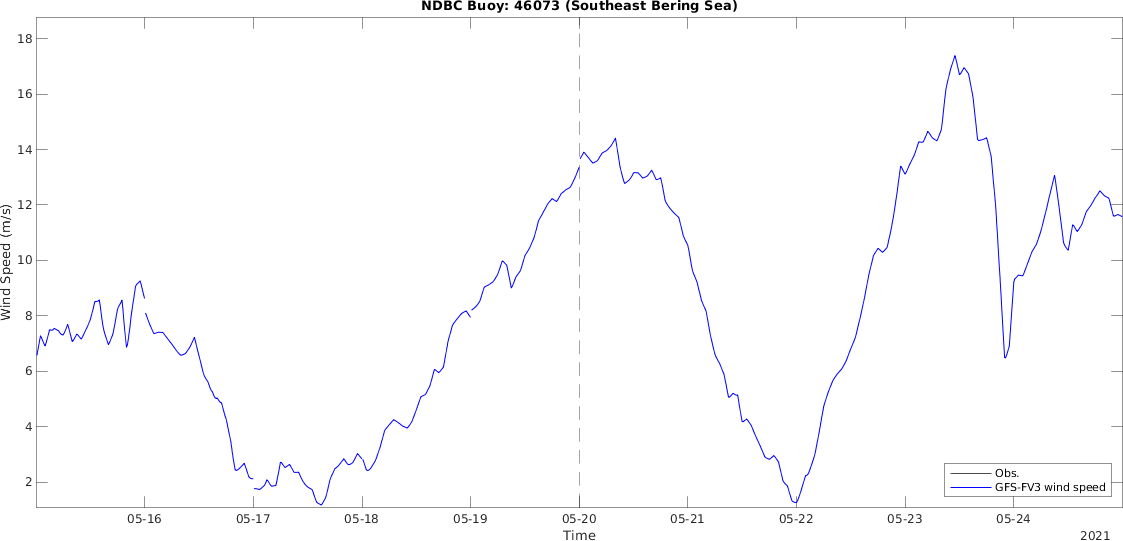 NDBC Buoy: 46073 (Southeast Bering Sea)
18
16
14
12
10
8
6
4
2
Wind Speed (m/s)
Obs.
GFS-FV3 wind speed
05-16 05-17 05-18 05-19 05-20 05-21 05-22 05-23 05-24
Time
2021